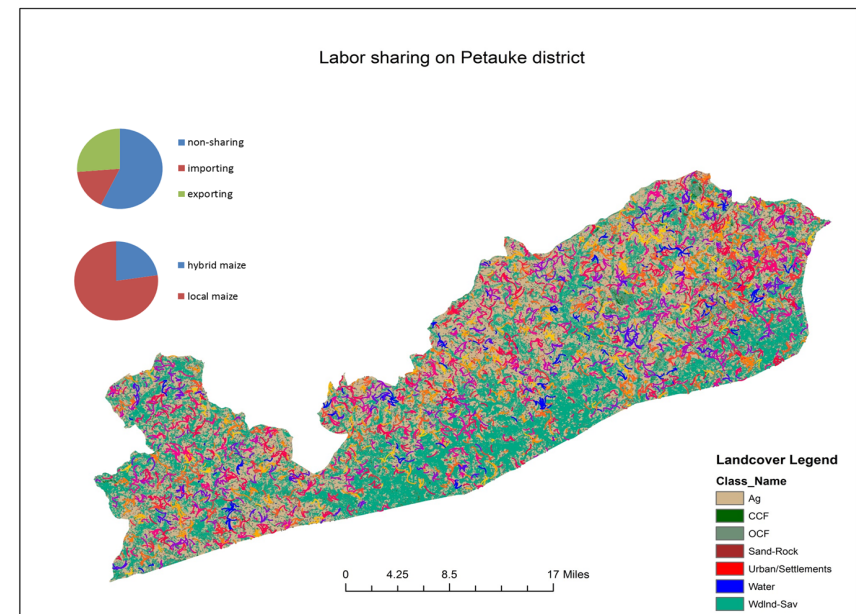 Labor sharing on Petauke district
non-sharing
importing
exporting
hybrid maize
local maize
Landcover Legend
Class_Name
Ag
CCF
OCF
Sand-Rock
Urban/Settlements
Water
Wdlnd-Sav
0 4.25 8.5 17 Miles